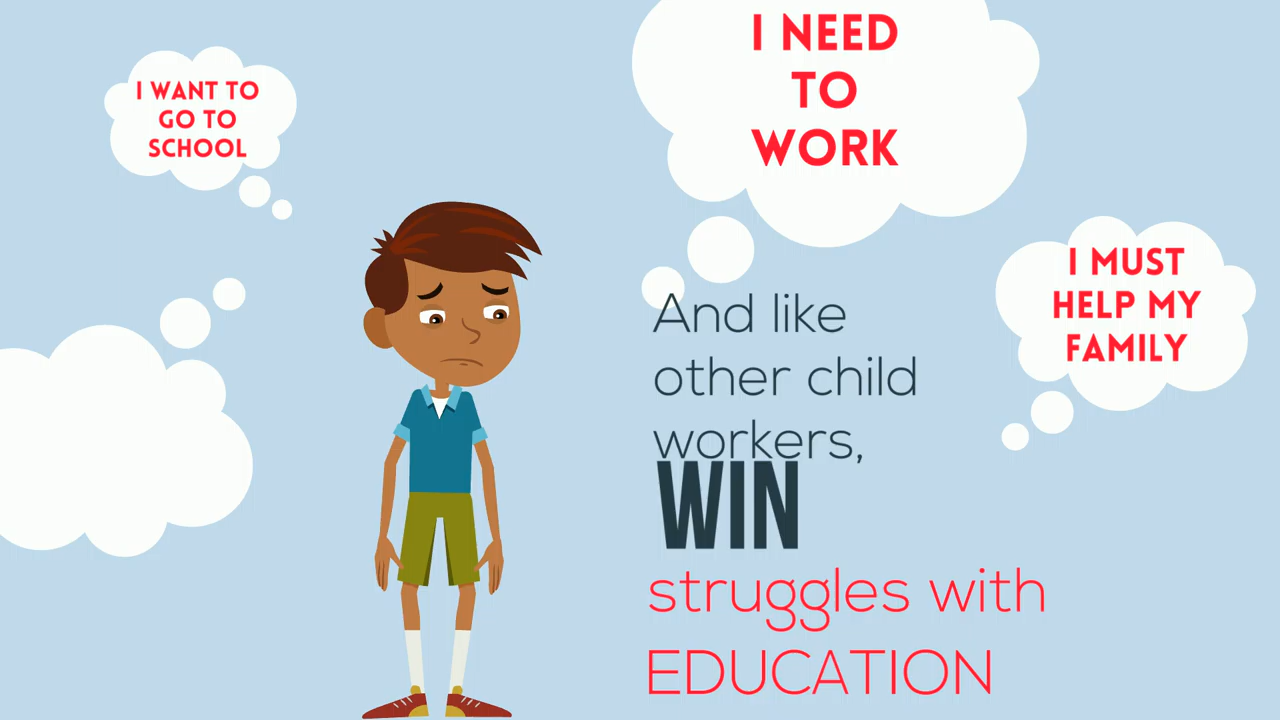 I WANT TO
GO TO
SCHOOL
I NEED
TO
WORK
I MUST
HELP MY
FAMILY
And like
other child
workers,
WIN
struggles with
EDUCATION